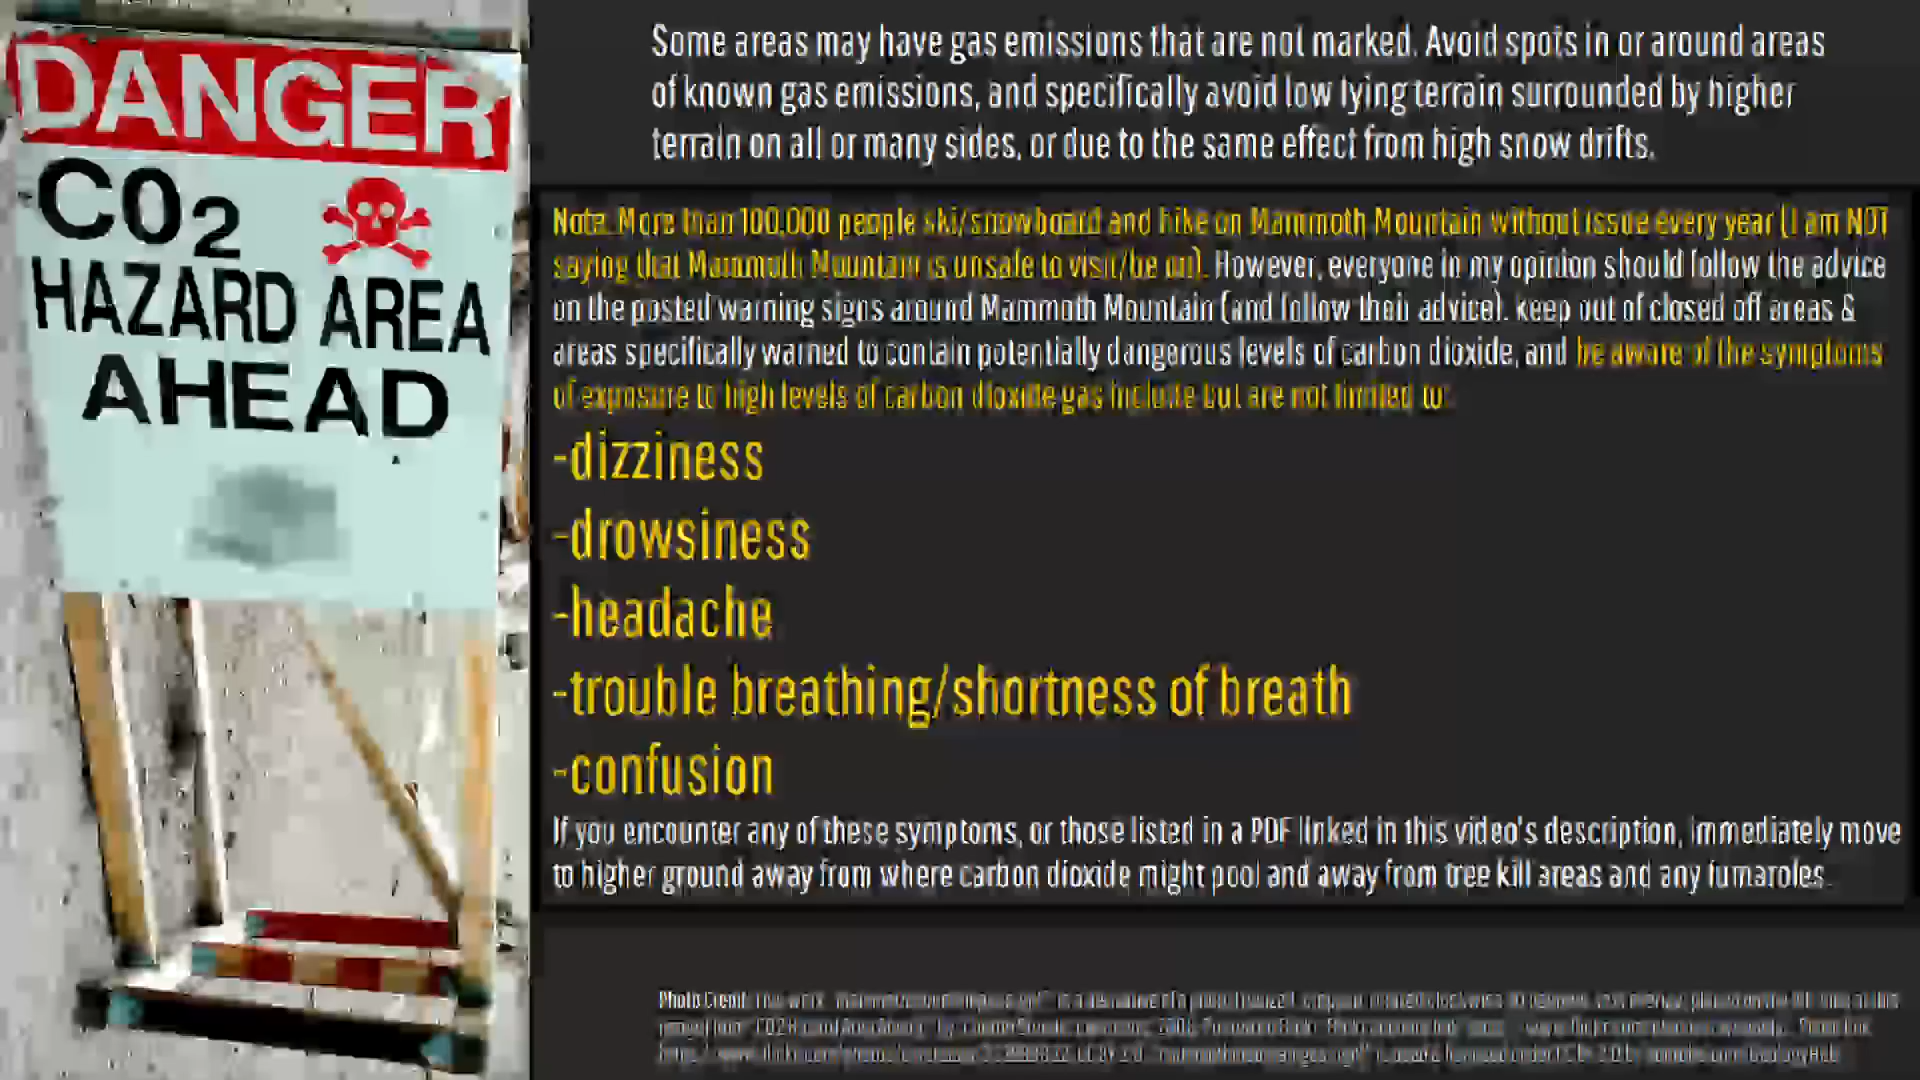 DANGER
CO2
HAZARD AREA
AHEAD
Some areas may have gas emissions that are not marked. Avoid spots in or around areas
of known gas emissions, and specifically avoid low lying terrain surrounded by higher
terrain on all or many sides, or due to the same effect from high snow drifts.
Note. More than 100,000 people ski/snowboard and hike on Mammoth Mountain without issue every year (I am NOT
saying that Mammoth Mountain is unsafe to visit/be on). However, everyone in my opinion should follow the advice
on the posted warning signs around Mammoth Mountain (and follow their advice). keep out of closed off areas &
areas specifically warned to contain potentially dangerous levels of carbon dioxide, and be aware of the symptoms
of exposure to high levels of carbon dioxide gas include but are not limited to:
-dizziness
-drowsiness
-headache
-trouble breathing/shortness of breath
-confusion
If you encounter any of these symptoms, or those listed in a PDF linked in this video's description, immediately move
to higher ground away from where carbon dioxide might pool and away from tree kill areas and any fumaroles.
Photo Credit: This work